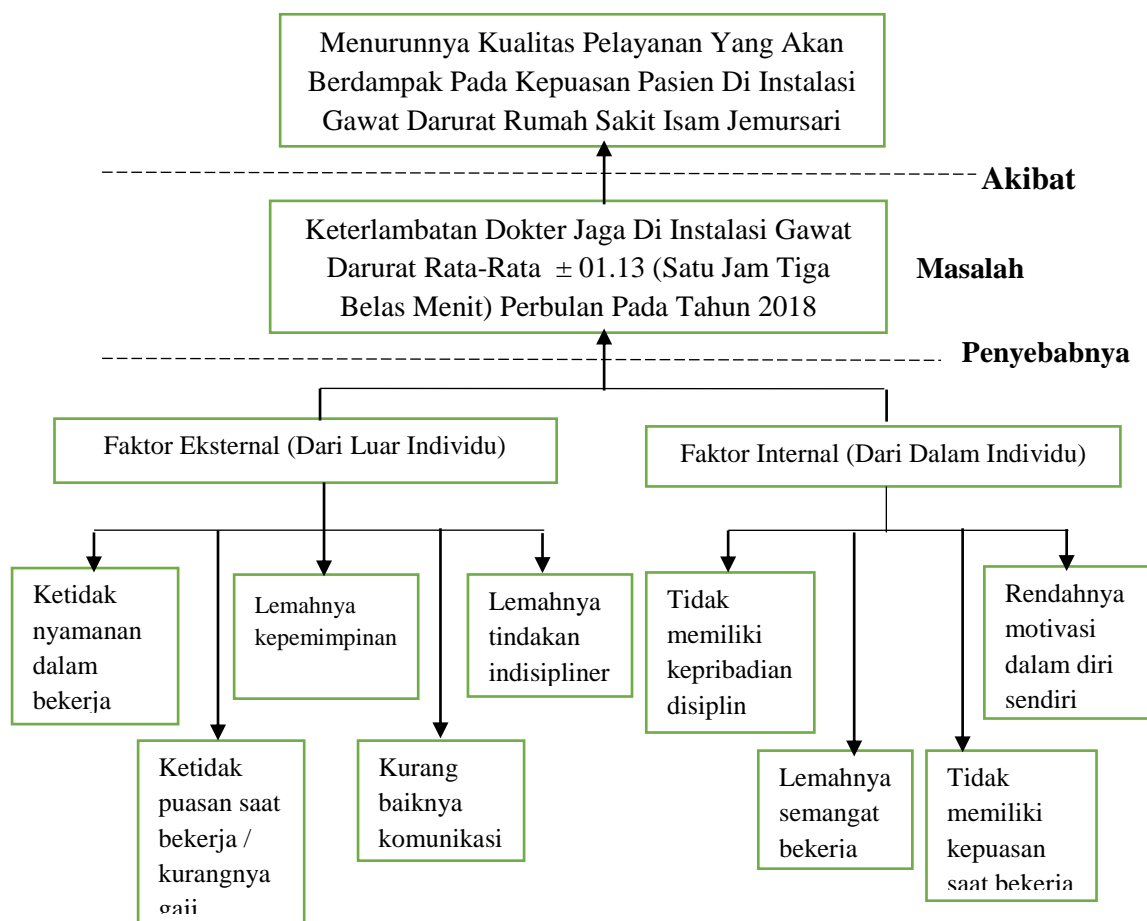 Menurunnya Kualitas Pelayanan Yang Akan
Berdampak Pada Kepuasan Pasien Di Instalasi
Gawat Darurat Rumah Sakit Isam Jemursari
Akibat
Keterlambatan Dokter Jaga Di Instalasi Gawat
Darurat Rata-Rata ± 01.13 (Satu Jam Tiga
Belas Menit) Perbulan Pada Tahun 2018
Masalah
Penyebabnya
Faktor Eksternal (Dari Luar Individu)
Faktor Internal (Dari Dalam Individu)
Ketidak
nyamanan
dalam
bekerja
Lemahnya
kepemimpinan
Lemahnya
tindakan
indisipliner
Tidak
memiliki
kepribadian
disiplin
Rendahnya
motivasi
dalam diri
sendiri
Ketidak
puasan saat
bekerja /
kurangnya
gaji
Kurang
baiknya
komunikasi
Lemahnya
semangat
bekerja
Tidak
memiliki
kepuasan
saat bekerja